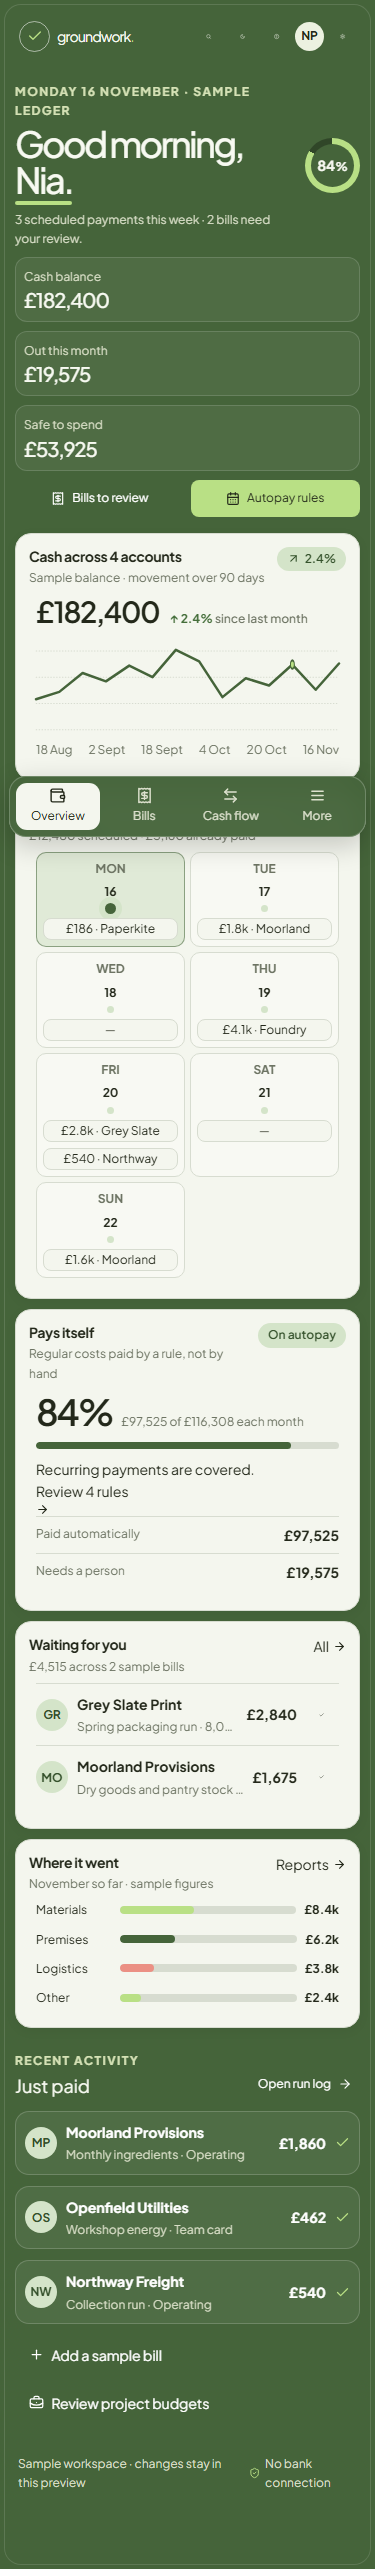 groundwork.
NP
MONDAY 16 NOVEMBER · SAMPLE
LEDGER
Good morning,
Nia.
84%
3 scheduled payments this week · 2 bills need
your review.
Cash balance
£182,400
Out this month
£19,575
Safe to spend
£53,925
Bills to review
Autopay rules
Cash across 4 accounts
2.4%
Sample balance · movement over 90 days
£182,400 ↑ 2.4% since last month
18 Aug 2 Sept 18 Sept 4 Oct 20 Oct 16 Nov
Overview Bills Cash flow More
£12,400 scheduled · £3,180 already paid
MON
16
£186 · Paperkite
TUE
17
£1.8k · Moorland
WED
18
—
THU
19
£4.1k · Foundry
FRI
20
£2.8k · Grey Slate
£540 · Northway
SAT
21
—
SUN
22
£1.6k · Moorland
Pays itself
On autopay
Regular costs paid by a rule, not by
hand
84% £97,525 of £116,308 each month
Recurring payments are covered.
Review 4 rules
→
Paid automatically £97,525
Needs a person £19,575
Waiting for you
All →
£4,515 across 2 sample bills
GR
Grey Slate Print
Spring packaging run · 8,0...
£2,840
MO
Moorland Provisions
Dry goods and pantry stock ...
£1,675
Where it went
Reports →
November so far · sample figures
Materials £8.4k
Premises £6.2k
Logistics £3.8k
Other £2.4k
RECENT ACTIVITY
Just paid
Open run log →
MP
Moorland Provisions
Monthly ingredients · Operating
£1,860
OS
Openfield Utilities
Workshop energy · Team card
£462
NW
Northway Freight
Collection run · Operating
£540
+ Add a sample bill
Review project budgets
Sample workspace · changes stay in
this preview
No bank
connection